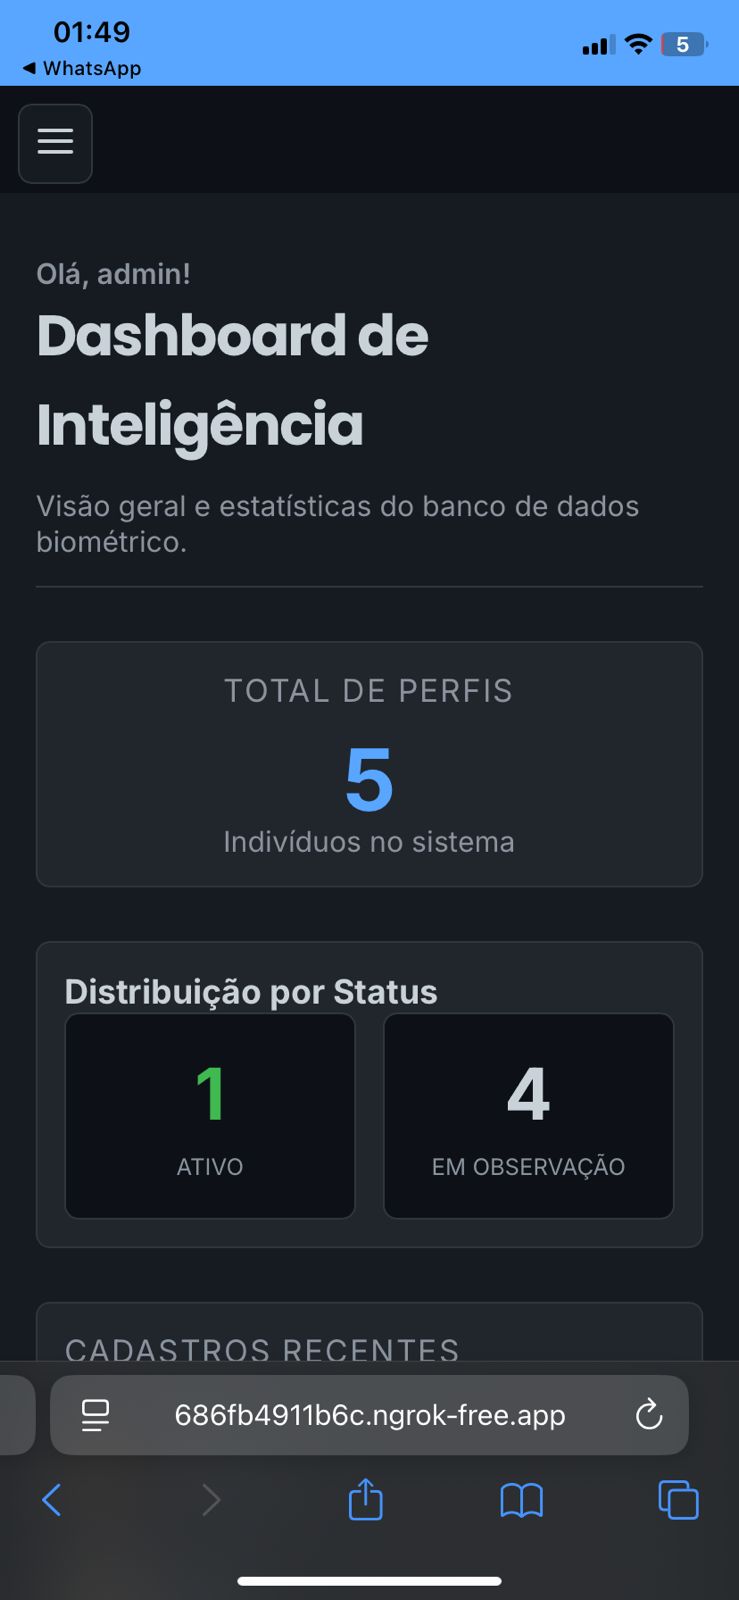 01:49
5
◀ WhatsApp
Olá, admin!
Dashboard de
Inteligência
Visão geral e estatísticas do banco de dados
biométrico.
TOTAL DE PERFIS
5
Indivíduos no sistema
Distribuição por Status
1
ATIVO
4
EM OBSERVAÇÃO
CADASTROS RECENTES
686fb4911b6c.ngrok-free.app